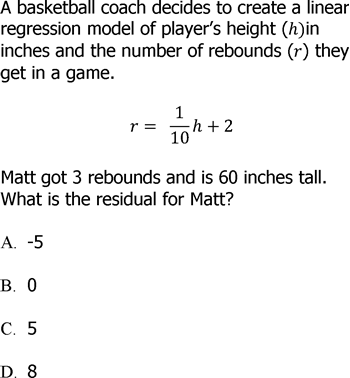 A basketball coach decides to create a linear
regression model of player's height (h)in
inches and the number of rebounds (r) they
get in a game.
r = 1/10 h + 2
Matt got 3 rebounds and is 60 inches tall.
What is the residual for Matt?
A. -5
B. 0
C. 5
D. 8